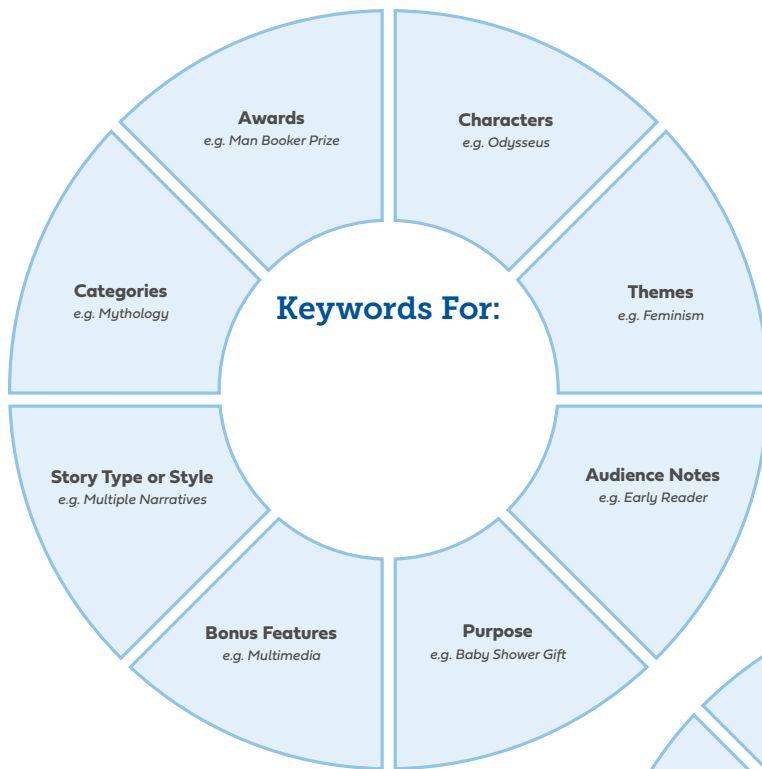 Awards
e.g. Man Booker Prize
Characters
e.g. Odysseus
Categories
e.g. Mythology
Keywords For:
Themes
e.g. Feminism
Story Type or Style
e.g. Multiple Narratives
Audience Notes
e.g. Early Reader
Bonus Features
e.g. Multimedia
Purpose
e.g. Baby Shower Gift